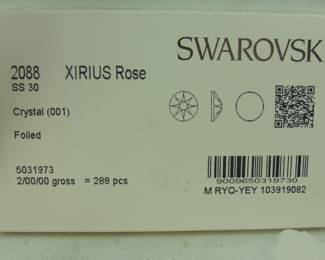 SWAROVSK
2088 XIRIUS Rose
SS 30
Crystal (001)
Foiled
5031973
2/00/00 gross = 288 pcs
9009650319730
M RYQ-YEY 103919082